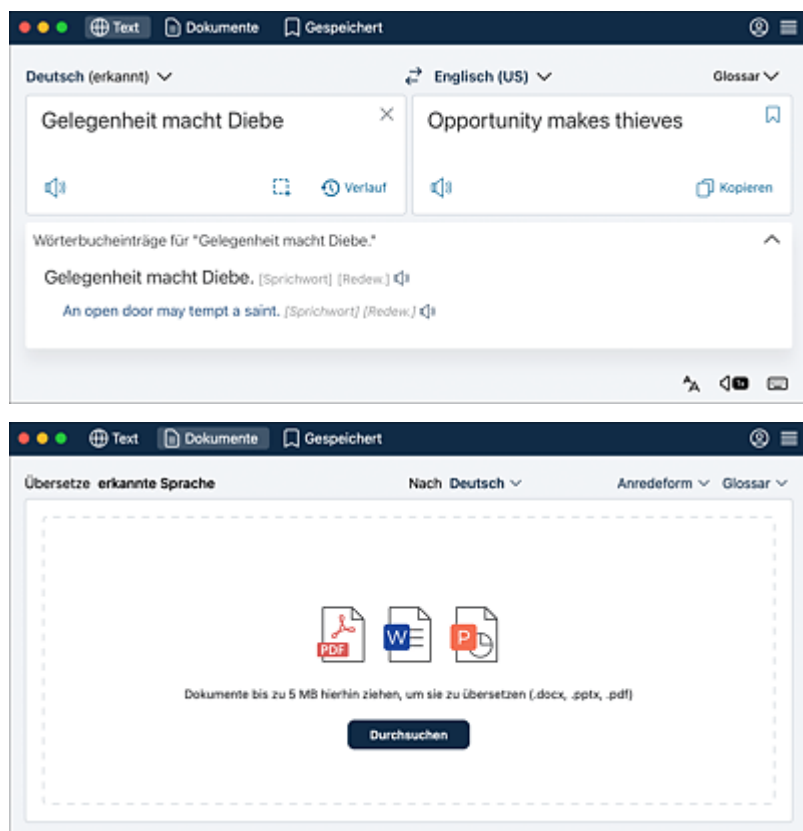 Text Dokumente Gespeichert
Deutsch (erkannt) Englisch (US) Glossar
Gelegenheit macht Diebe Opportunity makes thieves
Verlauf Kopieren
Wörterbucheinträge für "Gelegenheit macht Diebe."
Gelegenheit macht Diebe. [Sprichwort] [Redew.]
An open door may tempt a saint. [Sprichwort] [Redew.]
Text Dokumente Gespeichert
Übersetze erkannte Sprache Nach Deutsch Anredeform Glossar
PDF W P
Dokumente bis zu 5 MB hierhin ziehen, um sie zu übersetzen (.docx, .pptx, .pdf)
Durchsuchen